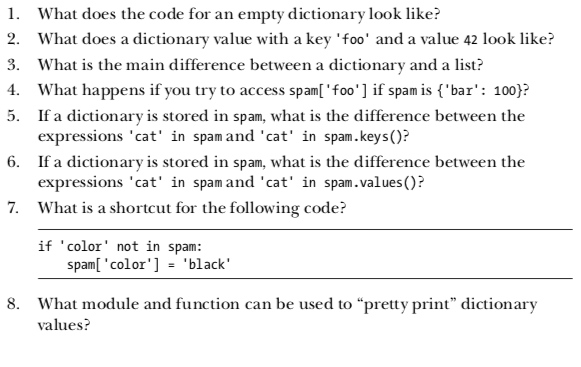 1. What does the code for an empty dictionary look like?
2. What does a dictionary value with a key 'foo' and a value 42 look like?
3. What is the main difference between a dictionary and a list?
4. What happens if you try to access spam['foo'] if spam is {'bar': 100}?
5. If a dictionary is stored in spam, what is the difference between the
expressions 'cat' in spam and 'cat' in spam.keys()?
6. If a dictionary is stored in spam, what is the difference between the
expressions 'cat' in spam and 'cat' in spam.values()?
7. What is a shortcut for the following code?
if 'color' not in spam:
    spam['color'] = 'black'
8. What module and function can be used to “pretty print” dictionary
values?